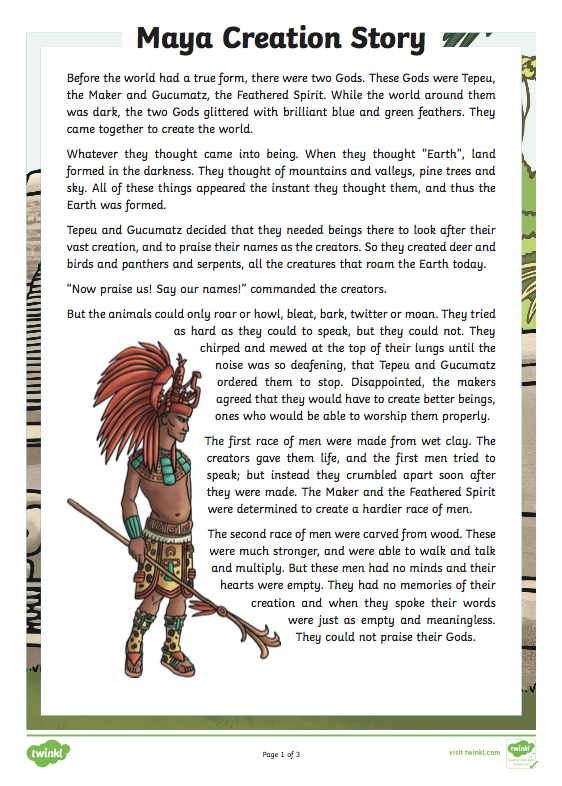 Maya Creation Story
Before the world had a true form, there were two Gods. These Gods were Tepeu,
the Maker and Gucumatz, the Feathered Spirit. While the world around them
was dark, the two Gods glittered with brilliant blue and green feathers. They
came together to create the world.
Whatever they thought came into being. When they thought “Earth”, land
formed in the darkness. They thought of mountains and valleys, pine trees and
sky. All of these things appeared the instant they thought them, and thus the
Earth was formed.
Tepeu and Gucumatz decided that they needed beings there to look after their
vast creation, and to praise their names as the creators. So they created deer and
birds and panthers and serpents, all the creatures that roam the Earth today.
“Now praise us! Say our names!” commanded the creators.
But the animals could only roar or howl, bleat, bark, twitter or moan. They tried
as hard as they could to speak, but they could not. They
chirped and mewed at the top of their lungs until the
noise was so deafening, that Tepeu and Gucumatz
ordered them to stop. Disappointed, the makers
agreed that they would have to create better beings,
ones who would be able to worship them properly.
The first race of men were made from wet clay. The
creators gave them life, and the first men tried to
speak; but instead they crumbled apart soon after
they were made. The Maker and the Feathered Spirit
were determined to create a hardier race of men.
The second race of men were carved from wood. These
were much stronger, and were able to walk and talk
and multiply. But these men had no minds and their
hearts were empty. They had no memories of their
creation and when they spoke their words
were just as empty and meaningless.
They could not praise their Gods.
twinkl
Page 1 of 3
visit twinkl.com
twinkl